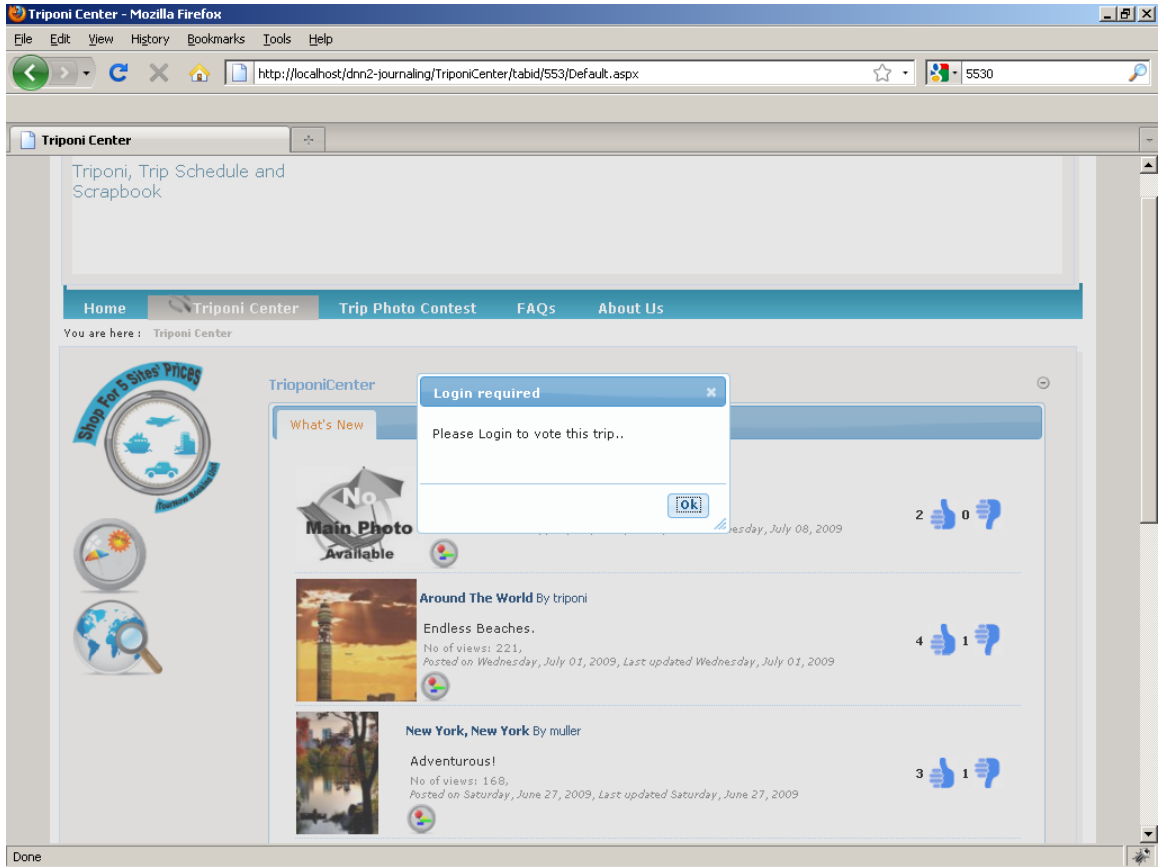 Triponi Center - Mozilla Firefox
File Edit View History Bookmarks Tools Help
http://localhost/dnn2-journaling/TriponiCenter/tabid/553/Default.aspx
5530
Triponi Center
Triponi, Trip Schedule and
Scrapbook
Home Triponi Center Trip Photo Contest FAQs About Us
You are here : Triponi Center
Shop For 5 Sites' Prices
TrioponiCenter
Login required
What's New
Please Login to vote this trip..
Ok
No
Main Photo
Available
esday, July 08, 2009
2 0
Around The World By triponi
Endless Beaches.
No of views: 221,
Posted on Wednesday, July 01, 2009, Last updated Wednesday, July 01, 2009
4 1
New York, New York By muller
Adventurous!
No of views: 168,
Posted on Saturday, June 27, 2009, Last updated Saturday, June 27, 2009
3 1
Done